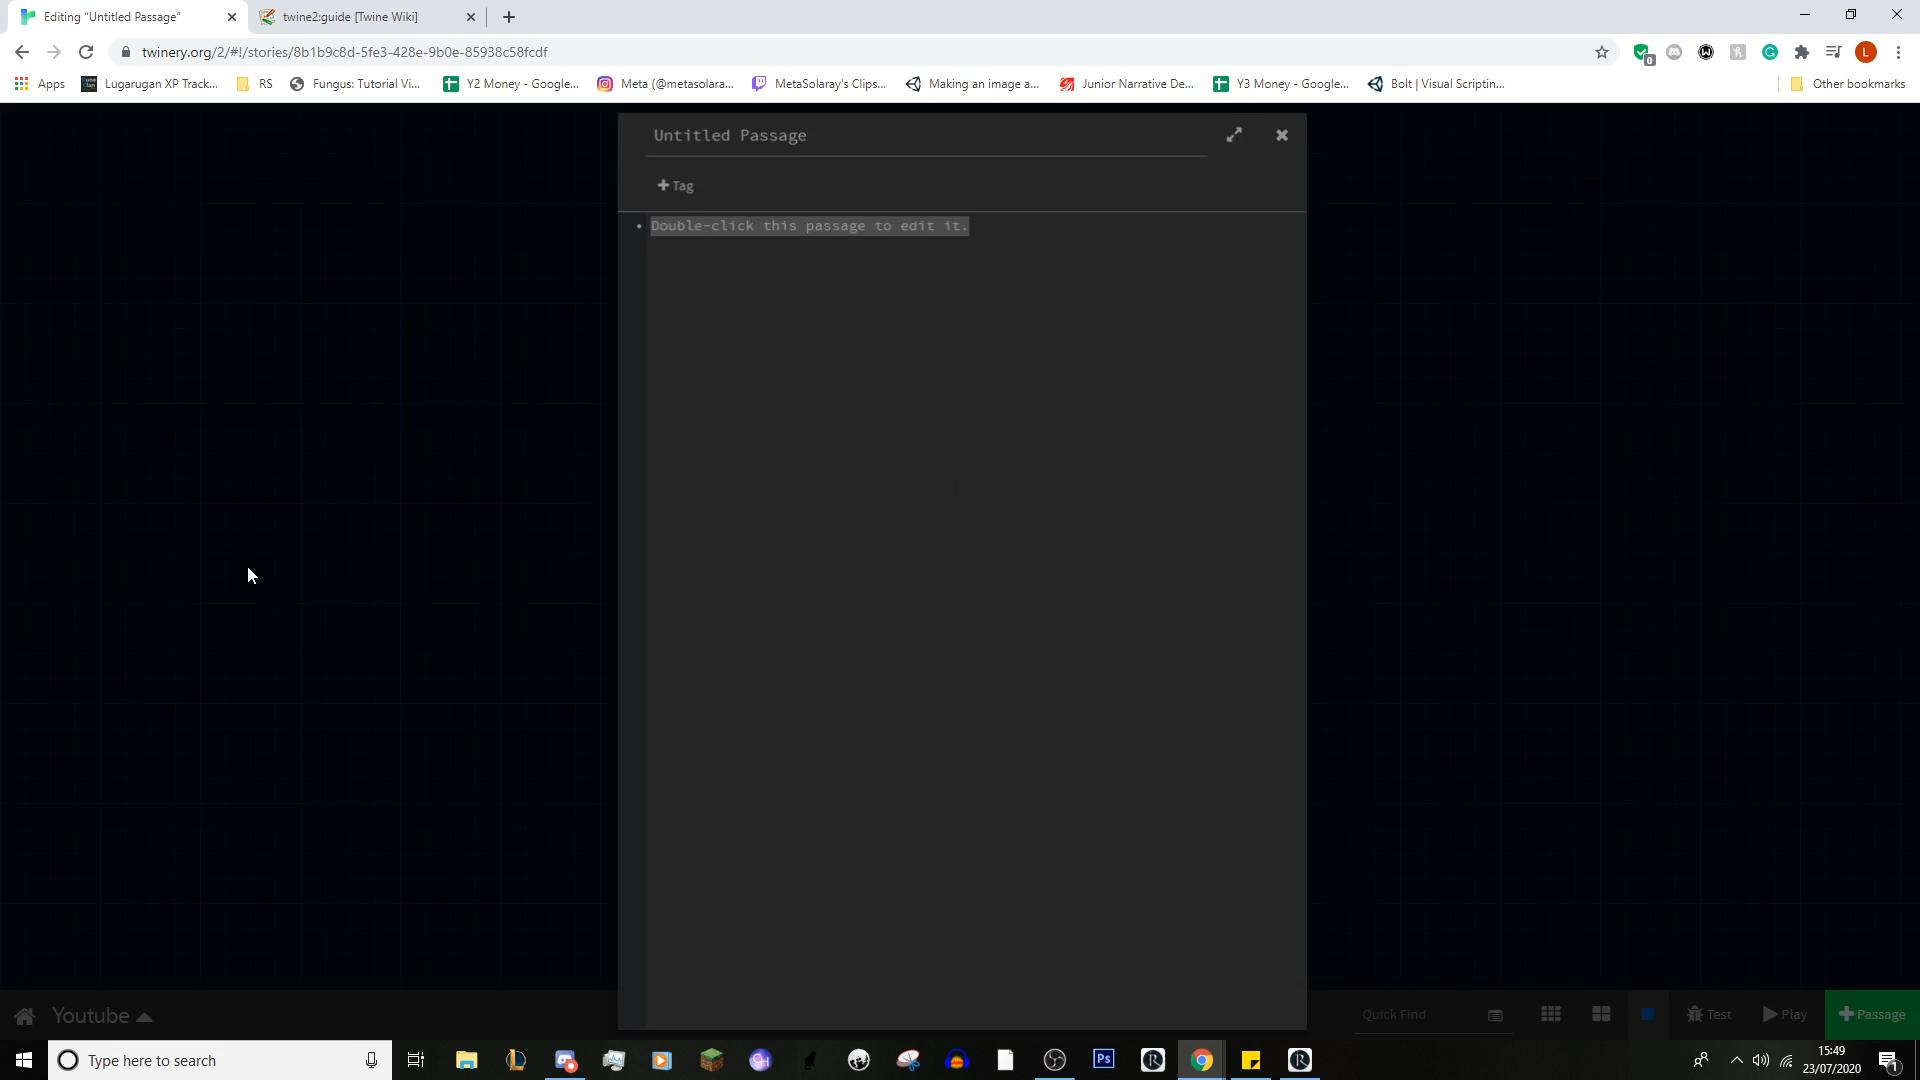 Editing “Untitled Passage”
twine2:guide [Twine Wiki]
twinery.org/2/#!/stories/8b1b9c8d-5fe3-428e-9b0e-85938c58fcdf
0
L
Apps
Lugarugan XP Track...
RS
Fungus: Tutorial Vi...
Y2 Money - Google...
Meta (@metasolara...
MetaSolaray's Clips...
Making an image a...
Junior Narrative De...
Y3 Money - Google...
Bolt | Visual Scriptin...
Other bookmarks
Untitled Passage
Tag
Double-click this passage to edit it.
Youtube
Quick Find
Test
Play
Passage
Type here to search
Ps
15:49
23/07/2020
1